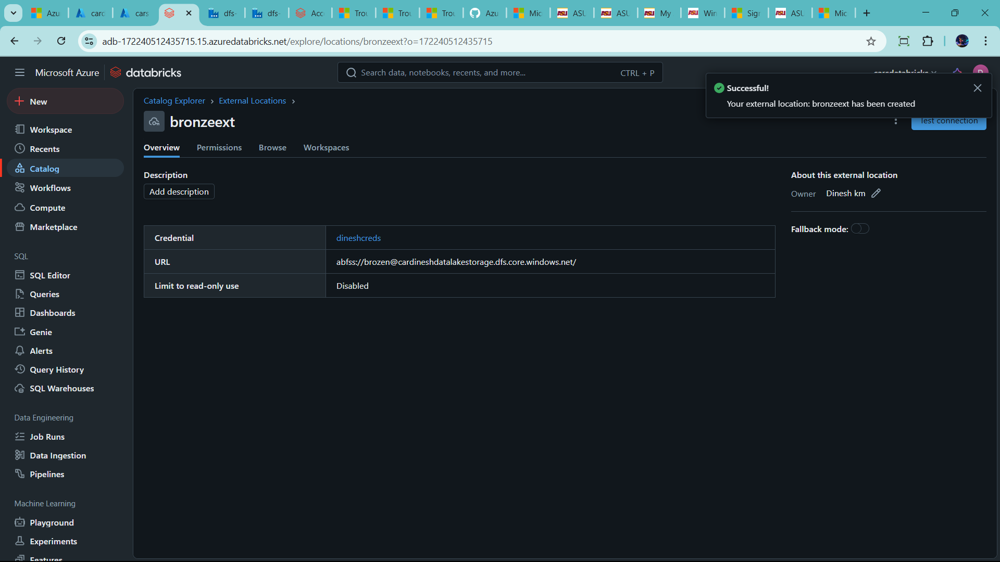 Azu
card
cars
dfs-
dfs-
Acc
Trou
Trou
Trou
Azu
Mic
ASU
ASU
My
Win
Sign
ASU
Mic
adb-172240512435715.15.azuredatabricks.net/explore/locations/bronzeext?o=172240512435715
Microsoft Azure
databricks
Search data, notebooks, recents, and more...
CTRL + P
carsdatabricks
Successful!
Your external location: bronzeext has been created
New
Workspace
Recents
Catalog
Workflows
Compute
Marketplace
SQL
SQL Editor
Queries
Dashboards
Genie
Alerts
Query History
SQL Warehouses
Data Engineering
Job Runs
Data Ingestion
Pipelines
Machine Learning
Playground
Experiments
Features
Catalog Explorer › External Locations ›
bronzeext
Test connection
Overview
Permissions
Browse
Workspaces
Description
Add description
Credential
dineshcreds
URL
abfss://brozen@cardineshdatalakestorage.dfs.core.windows.net/
Limit to read-only use
Disabled
About this external location
Owner
Dinesh km
Fallback mode: